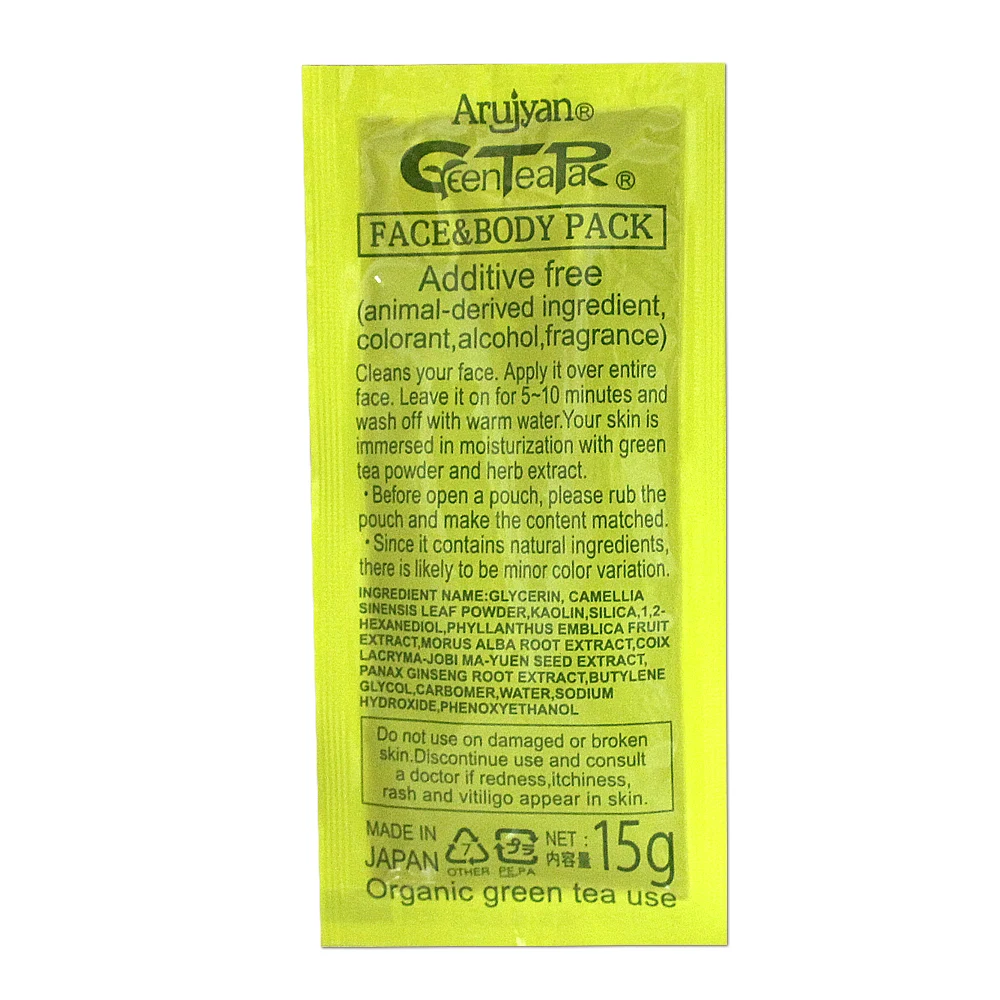 Arujyan®
GreenTeaPac®
FACE&BODY PACK
Additive free
(animal-derived ingredient,
colorant,alcohol,fragrance)
Cleans your face. Apply it over entire
face. Leave it on for 5~10 minutes and
wash off with warm water.Your skin is
immersed in moisturization with green
tea powder and herb extract.
・Before open a pouch, please rub the
pouch and make the content matched.
・Since it contains natural ingredients,
there is likely to be minor color variation.
INGREDIENT NAME:GLYCERIN, CAMELLIA
SINENSIS LEAF POWDER,KAOLIN,SILICA,1,2-
HEXANEDIOL,PHYLLANTHUS EMBLICA FRUIT
EXTRACT,MORUS ALBA ROOT EXTRACT,COIX
LACRYMA-JOBI MA-YUEN SEED EXTRACT,
PANAX GINSENG ROOT EXTRACT,BUTYLENE
GLYCOL,CARBOMER,WATER,SODIUM
HYDROXIDE,PHENOXYETHANOL
Do not use on damaged or broken
skin.Discontinue use and consult
a doctor if redness,itchiness,
rash and vitiligo appear in skin.
MADE IN
JAPAN
7
OTHER
プラ
PE,PA
NET :
内容量
15g
Organic green tea use